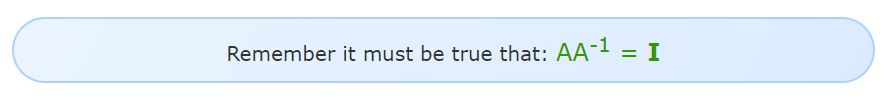 Remember it must be true that: AA⁻¹ = I